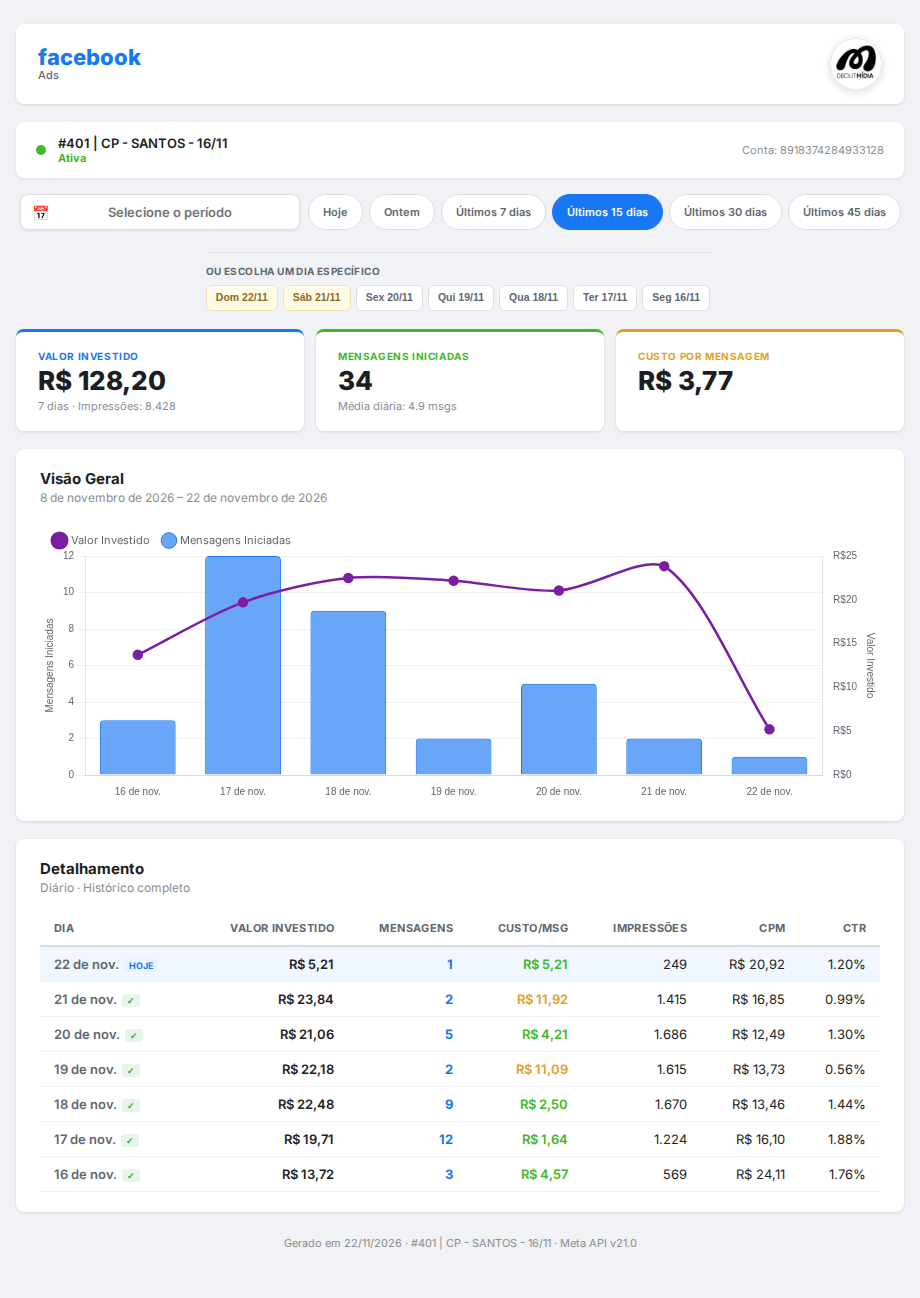 facebook
Ads
DBOUTMÍDIA
#401 | CP - SANTOS - 16/11
Ativa
Conta: 8918374284933128
Selecione o período
Hoje
Ontem
Últimos 7 dias
Últimos 15 dias
Últimos 30 dias
Últimos 45 dias
OU ESCOLHA UM DIA ESPECÍFICO
Dom 22/11
Sáb 21/11
Sex 20/11
Qui 19/11
Qua 18/11
Ter 17/11
Seg 16/11
VALOR INVESTIDO
R$ 128,20
7 dias · Impressões: 8.428
MENSAGENS INICIADAS
34
Média diária: 4.9 msgs
CUSTO POR MENSAGEM
R$ 3,77
Visão Geral
8 de novembro de 2026 – 22 de novembro de 2026
Valor Investido
Mensagens Iniciadas
12
10
8
6
4
2
0
Mensagens Iniciadas
R$25
R$20
R$15
R$10
R$5
R$0
Valor Investido
16 de nov.
17 de nov.
18 de nov.
19 de nov.
20 de nov.
21 de nov.
22 de nov.
Detalhamento
Diário · Histórico completo
DIA VALOR INVESTIDO MENSAGENS CUSTO/MSG IMPRESSÕES CPM CTR
22 de nov. HOJE R$ 5,21 1 R$ 5,21 249 R$ 20,92 1.20%
21 de nov. ✓ R$ 23,84 2 R$ 11,92 1.415 R$ 16,85 0.99%
20 de nov. ✓ R$ 21,06 5 R$ 4,21 1.686 R$ 12,49 1.30%
19 de nov. ✓ R$ 22,18 2 R$ 11,09 1.615 R$ 13,73 0.56%
18 de nov. ✓ R$ 22,48 9 R$ 2,50 1.670 R$ 13,46 1.44%
17 de nov. ✓ R$ 19,71 12 R$ 1,64 1.224 R$ 16,10 1.88%
16 de nov. ✓ R$ 13,72 3 R$ 4,57 569 R$ 24,11 1.76%
Gerado em 22/11/2026 · #401 | CP - SANTOS - 16/11 · Meta API v21.0